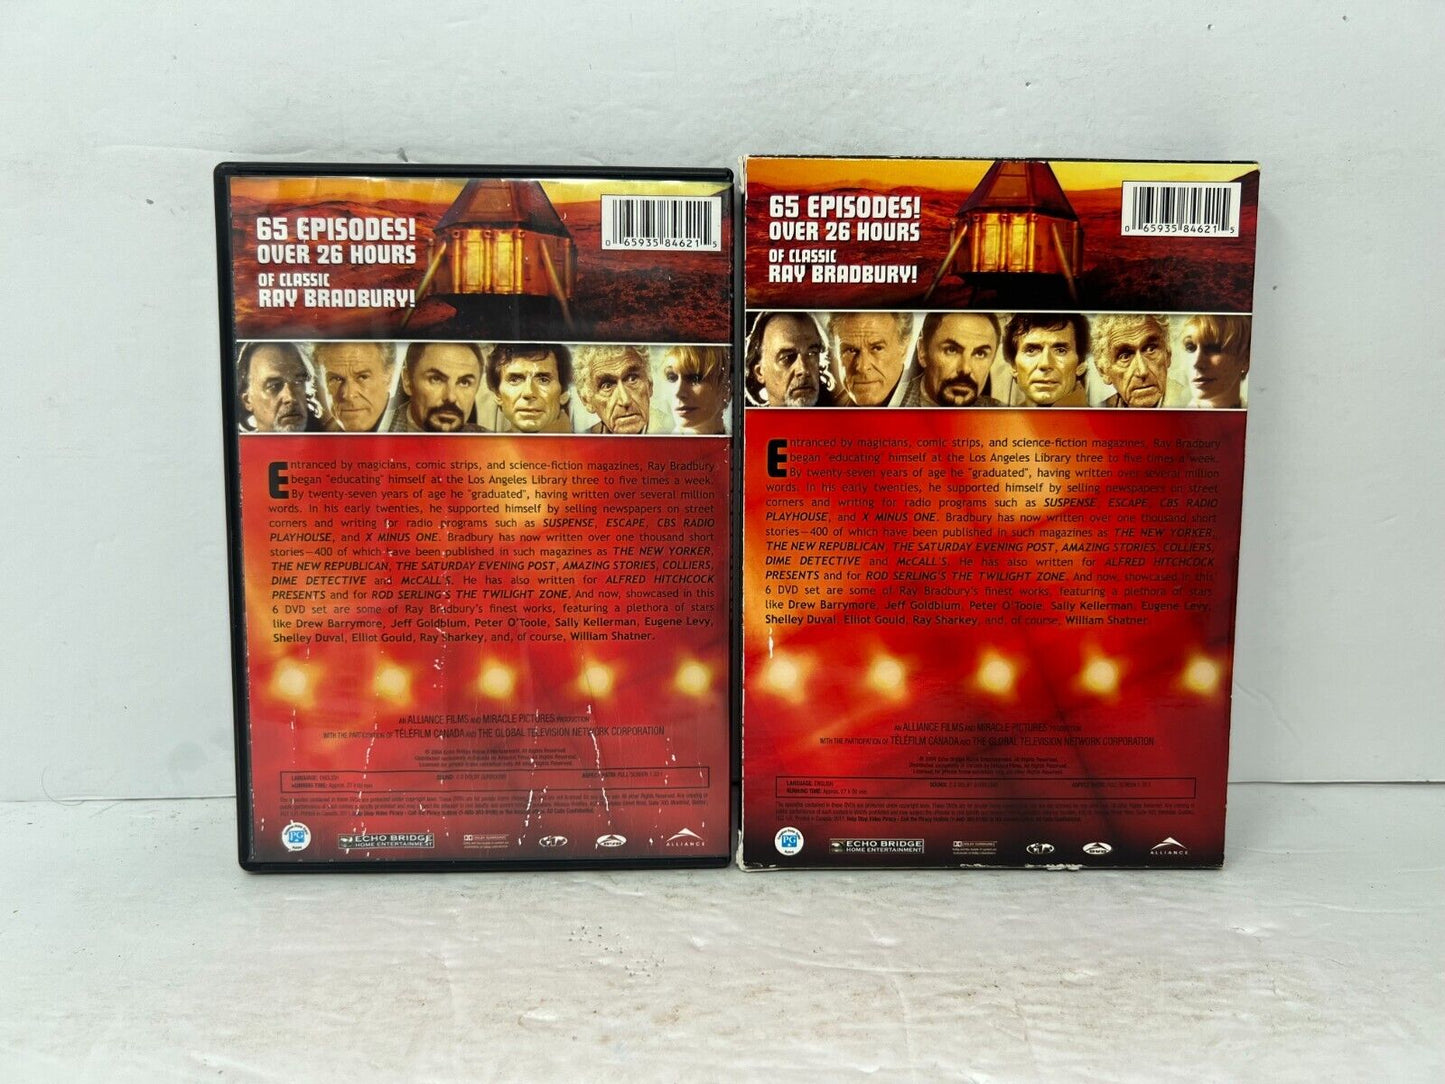 65 EPISODES!
OVER 26 HOURS
OF CLASSIC
RAY BRADBURY!
0 65935 84621 5
Entranced by magicians, comic strips, and science-fiction magazines, Ray Bradbury
began "educating" himself at the Los Angeles Library three to five times a week.
By twenty-seven years of age he "graduated", having written over several million
words. In his early twenties, he supported himself by selling newspapers on street
corners and writing for radio programs such as SUSPENSE, ESCAPE, CBS RADIO
PLAYHOUSE, and X MINUS ONE. Bradbury has now written over one thousand short
stories—400 of which have been published in such magazines as THE NEW YORKER,
THE NEW REPUBLICAN, THE SATURDAY EVENING POST, AMAZING STORIES, COLLIERS,
DIME DETECTIVE and McCALL'S. He has also written for ALFRED HITCHCOCK
PRESENTS and for ROD SERLING'S THE TWILIGHT ZONE. And now, showcased in this
6 DVD set are some of Ray Bradbury's finest works, featuring a plethora of stars
like Drew Barrymore, Jeff Goldblum, Peter O'Toole, Sally Kellerman, Eugene Levy,
Shelley Duval, Elliot Gould, Ray Sharkey, and, of course, William Shatner.
AN ALLIANCE FILMS AND MIRACLE PICTURES PRODUCTION
WITH THE PARTICIPATION OF TÉLÉFILM CANADA AND THE GLOBAL TELEVISION NETWORK CORPORATION
LANGUAGE: ENGLISH
RUNNING TIME: Approx. 27
PG
ECHO BRIDGE
HOME ENTERTAINMENT
DOLBY SURROUND
ALLIANCE
65 EPISODES!
OVER 26 HOURS
OF CLASSIC
RAY BRADBURY!
0 65935 84621 5
Entranced by magicians, comic strips, and science-fiction magazines, Ray Bradbury
began "educating" himself at the Los Angeles Library three to five times a week.
By twenty-seven years of age he "graduated", having written over several million
words. In his early twenties, he supported himself by selling newspapers on street
corners and writing for radio programs such as SUSPENSE, ESCAPE, CBS RADIO
PLAYHOUSE, and X MINUS ONE. Bradbury has now written over one thousand short
stories—400 of which have been published in such magazines as THE NEW YORKER,
THE NEW REPUBLICAN, THE SATURDAY EVENING POST, AMAZING STORIES, COLLIERS,
DIME DETECTIVE and McCALL'S. He has also written for ALFRED HITCHCOCK
PRESENTS and for ROD SERLING'S THE TWILIGHT ZONE. And now, showcased in this
6 DVD set are some of Ray Bradbury's finest works, featuring a plethora of stars
like Drew Barrymore, Jeff Goldblum, Peter O'Toole, Sally Kellerman, Eugene Levy,
Shelley Duval, Elliot Gould, Ray Sharkey, and, of course, William Shatner.
AN ALLIANCE FILMS AND MIRACLE PICTURES PRODUCTION
WITH THE PARTICIPATION OF TÉLÉFILM CANADA AND THE GLOBAL TELEVISION NETWORK CORPORATION
LANGUAGE: ENGLISH
RUNNING TIME: Approx. 27
PG
ECHO BRIDGE
HOME ENTERTAINMENT
DOLBY SURROUND
ALLIANCE